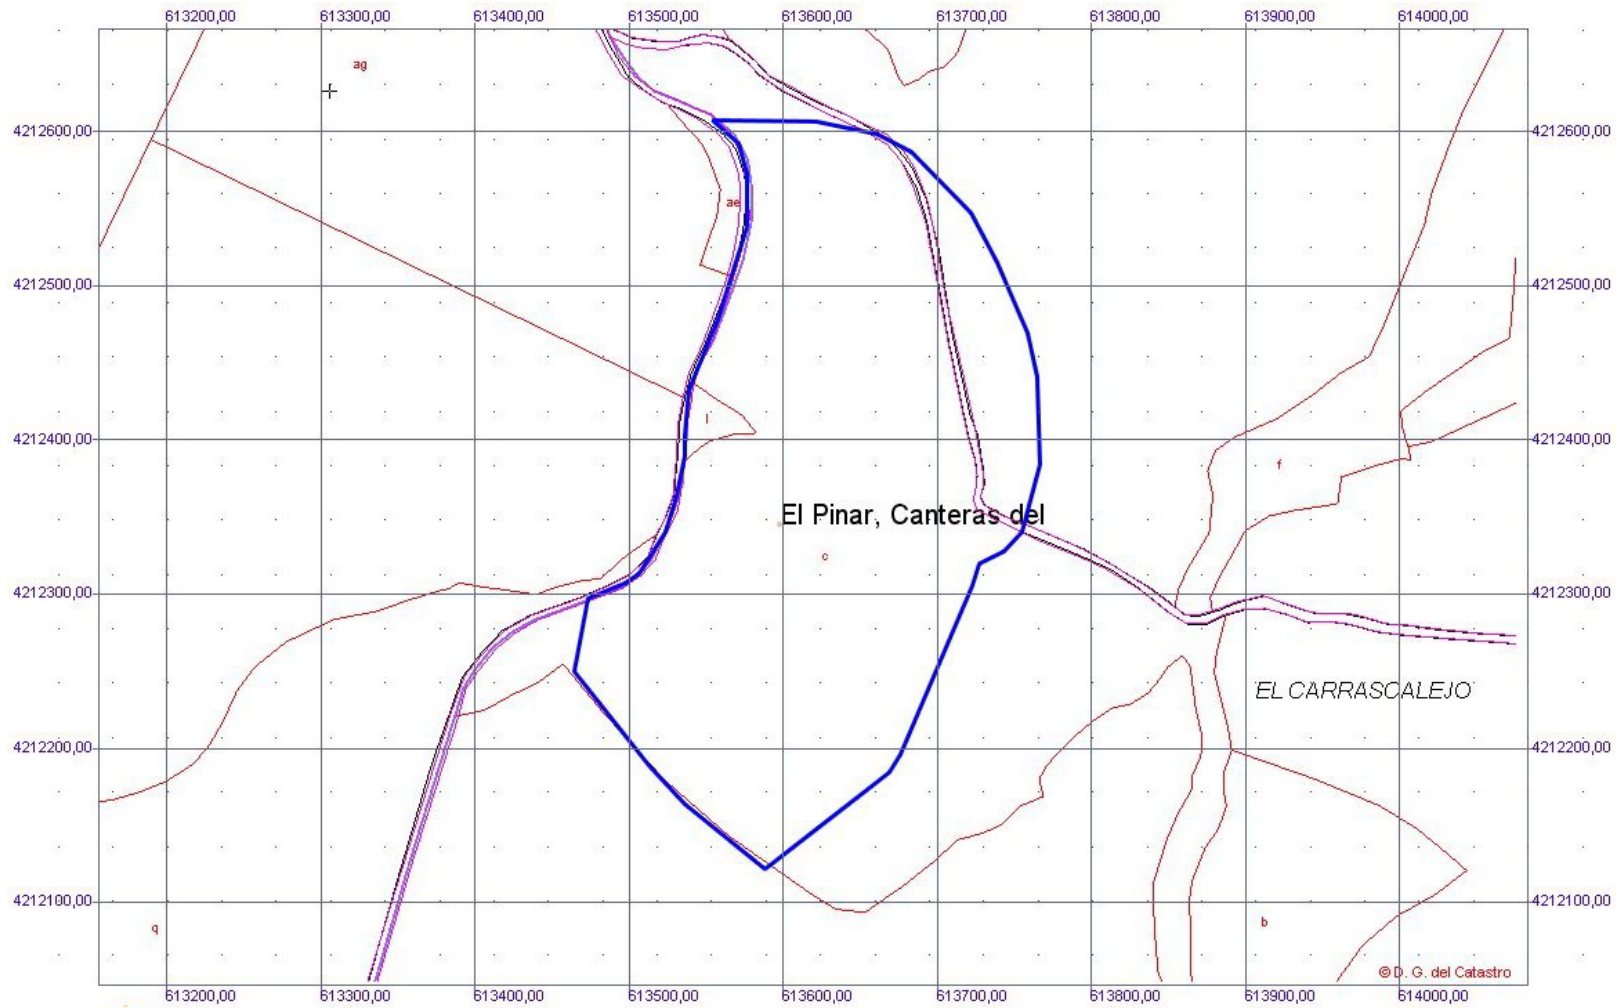 613200,00 613300,00 613400,00 613500,00 613600,00 613700,00 613800,00 613900,00 614000,00
ag
4212600,00 4212600,00
ae
4212500,00 4212500,00
l
4212400,00 4212400,00
f
El Pinar, Canteras del
c
4212300,00 4212300,00
EL CARRASCALEJO
4212200,00 4212200,00
4212100,00 4212100,00
b
q
© D. G. del Catastro
613200,00 613300,00 613400,00 613500,00 613600,00 613700,00 613800,00 613900,00 614000,00